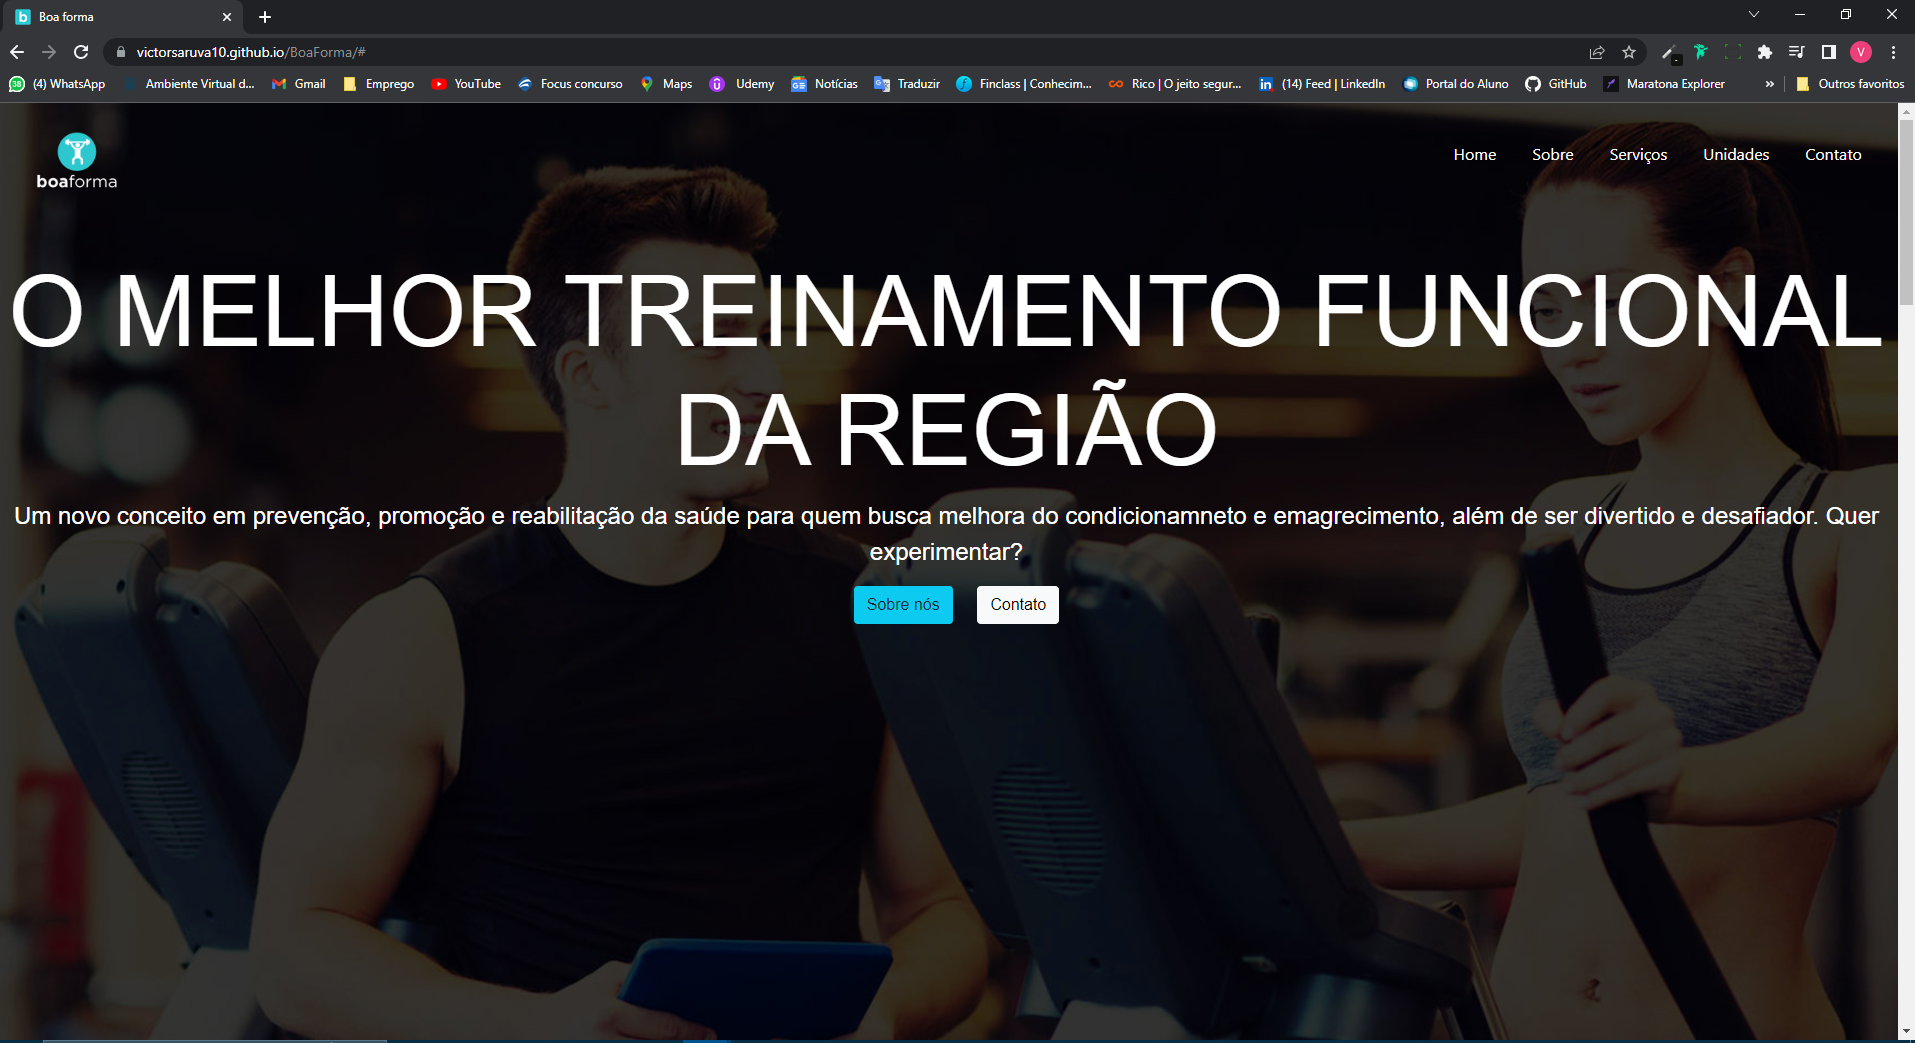 Boa forma
victorsaruva10.github.io/BoaForma/#
V
(4) WhatsApp
Ambiente Virtual d...
Gmail
Emprego
YouTube
Focus concurso
Maps
Udemy
Notícias
Traduzir
Finclass | Conhecim...
Rico | O jeito segur...
(14) Feed | LinkedIn
Portal do Aluno
GitHub
Maratona Explorer
»
Outros favoritos
boaforma
Home
Sobre
Serviços
Unidades
Contato
O MELHOR TREINAMENTO FUNCIONAL
DA REGIÃO
Um novo conceito em prevenção, promoção e reabilitação da saúde para quem busca melhora do condicionamneto e emagrecimento, além de ser divertido e desafiador. Quer
experimentar?
Sobre nós
Contato